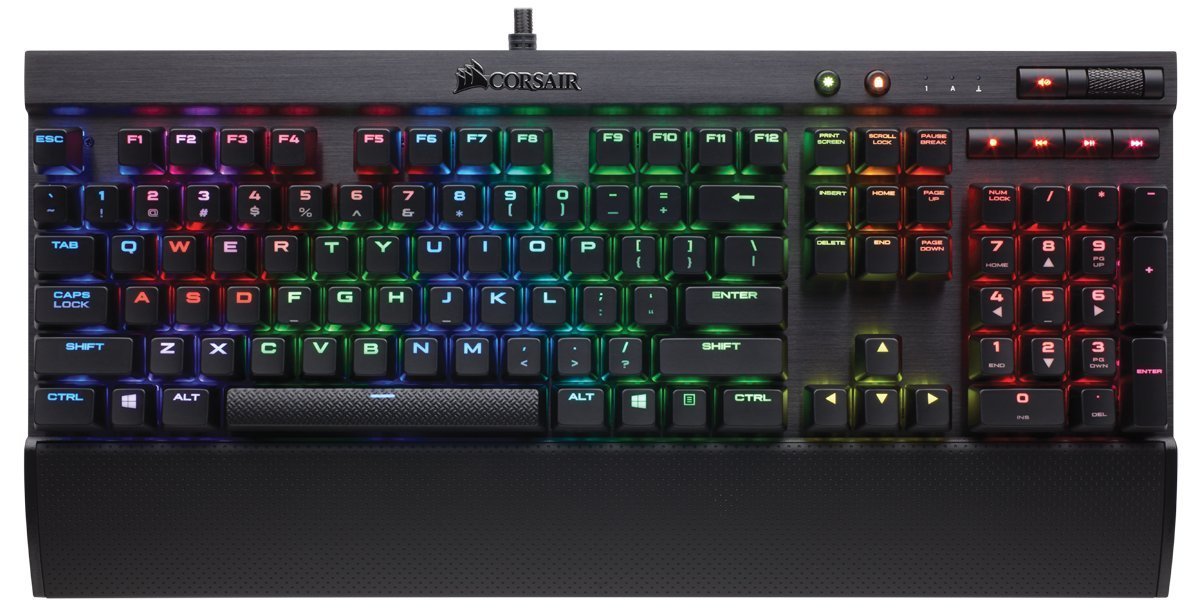 CORSAIR
1 A
ESC F1 F2 F3 F4 F5 F6 F7 F8 F9 F10 F11 F12 PRINT SCREEN SCROLL LOCK PAUSE BREAK
` ~ 1 ! 2 @ 3 # 4 $ 5 % 6 ^ 7 & 8 * 9 ( 0 ) - _ = + ← INSERT HOME PAGE UP NUM LOCK / * -
TAB Q W E R T Y U I O P [ { ] } \ | DELETE END PAGE DOWN 7 HOME 8 ▲ 9 PG UP +
CAPS LOCK A S D F G H J K L ; : ' " ENTER 4 ◀ 5 6 ▶
SHIFT Z X C V B N M , < . > / ? SHIFT ▲ 1 END 2 ▼ 3 PG DWN ENTER
CTRL ALT ALT CTRL ◀ ▼ ▶ 0 INS . DEL